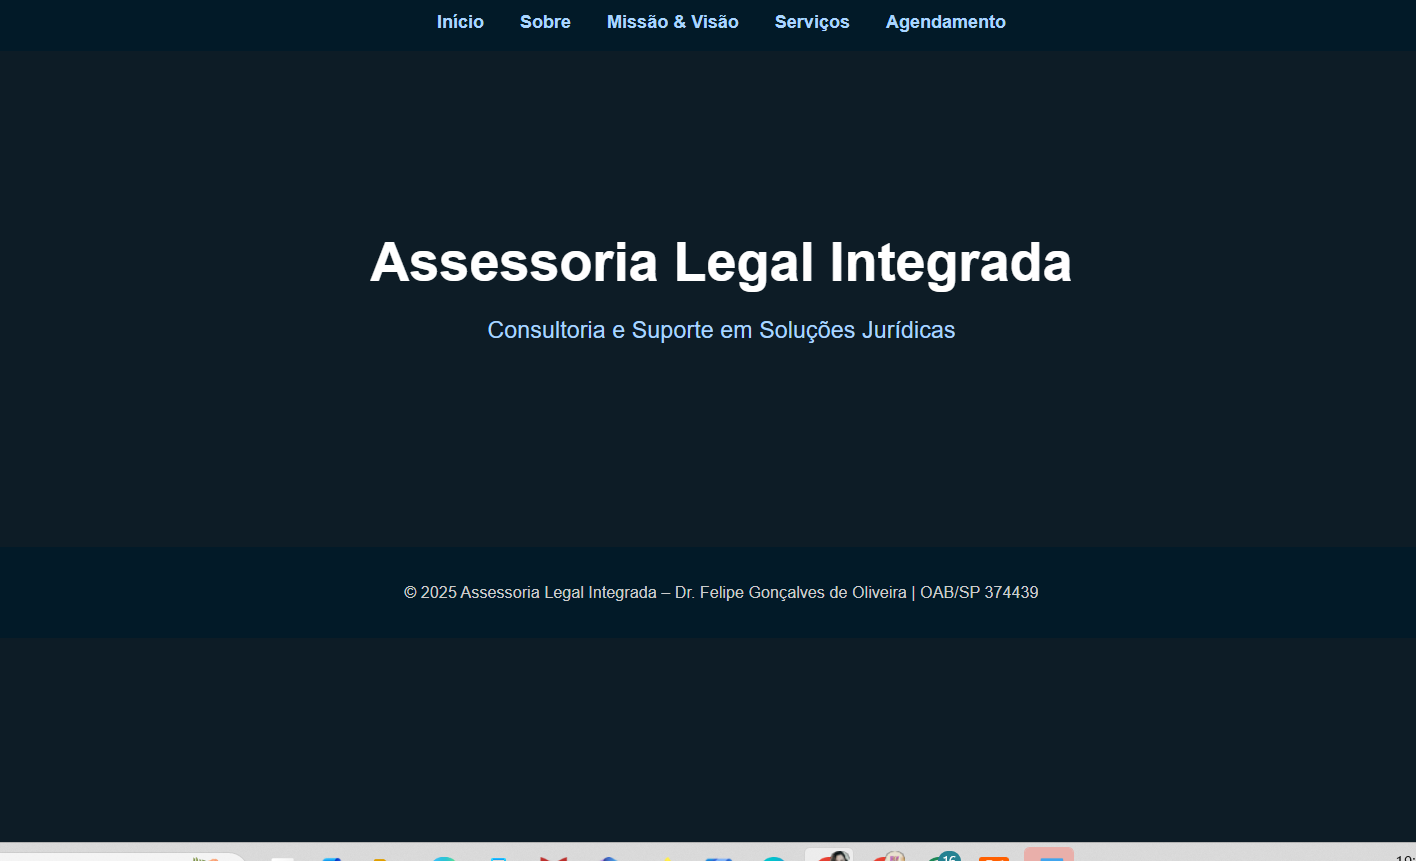 Início Sobre Missão & Visão Serviços Agendamento
Assessoria Legal Integrada
Consultoria e Suporte em Soluções Jurídicas
© 2025 Assessoria Legal Integrada – Dr. Felipe Gonçalves de Oliveira | OAB/SP 374439